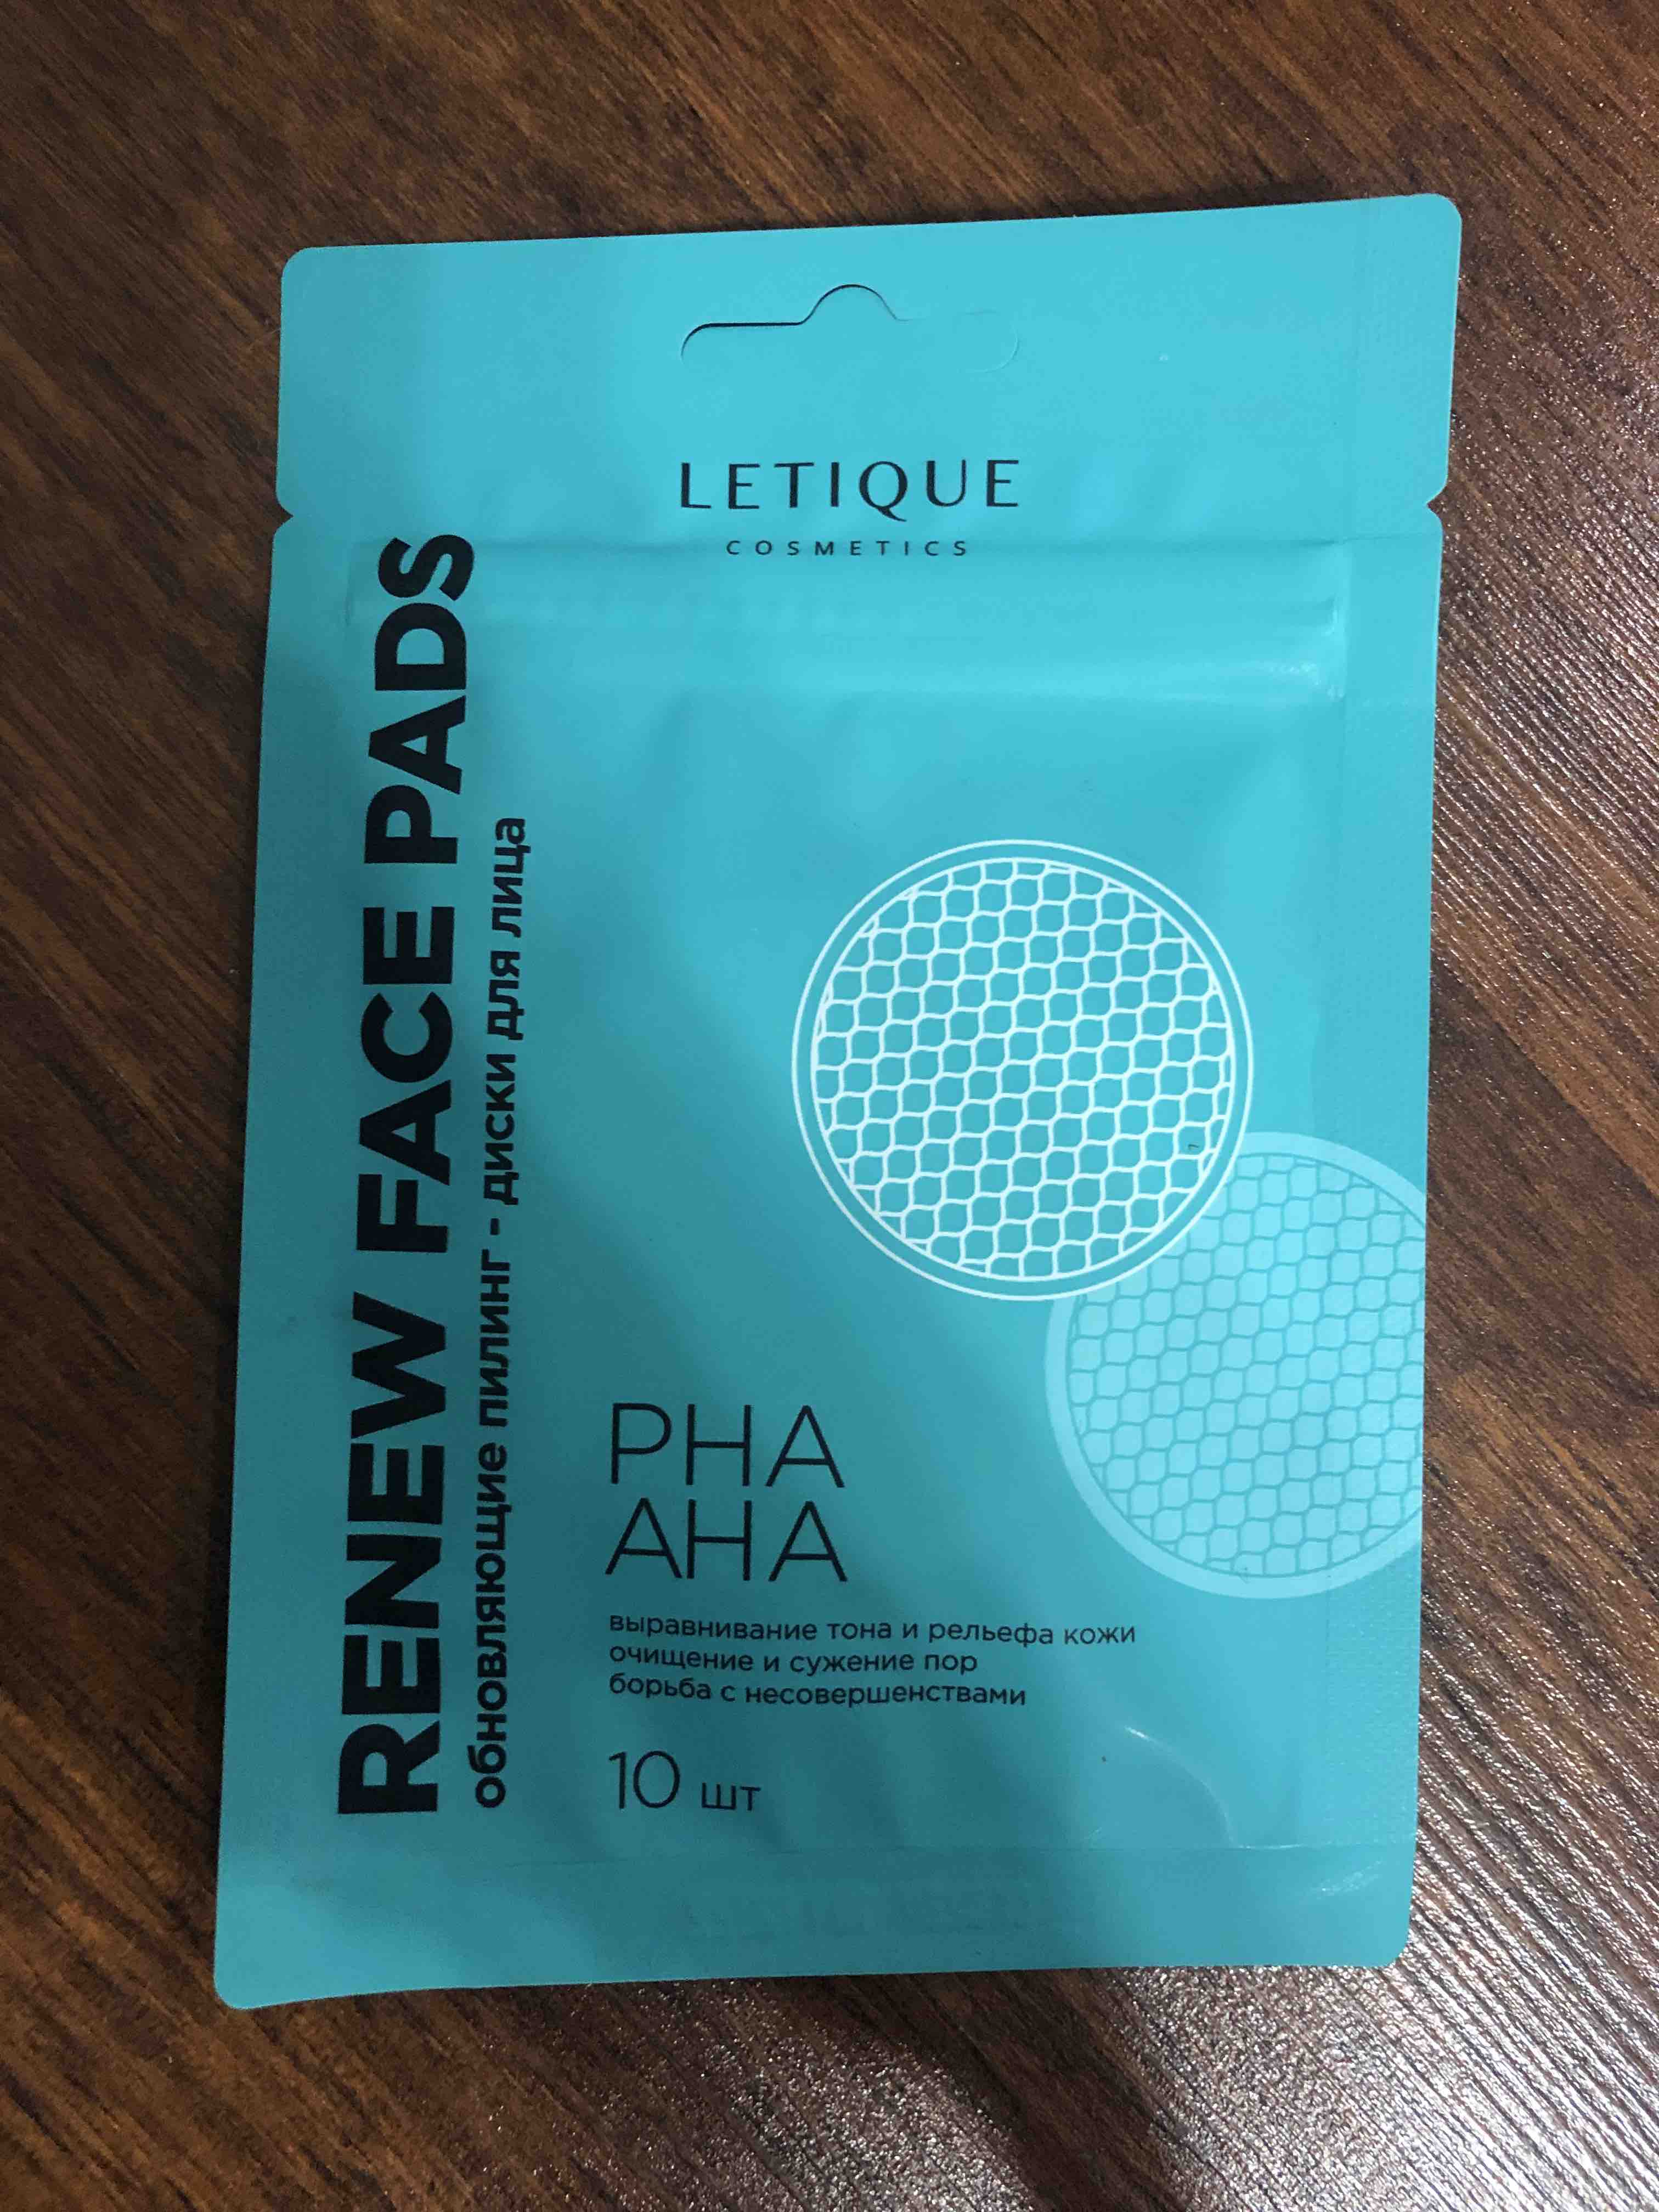 LETIQUE
COSMETICS
RENEW FACE PADS
обновляющие пилинг - диски для лица
PHA
AHA
выравнивание тона и рельефа кожи
очищение и сужение пор
борьба с несовершенствами
10 шт